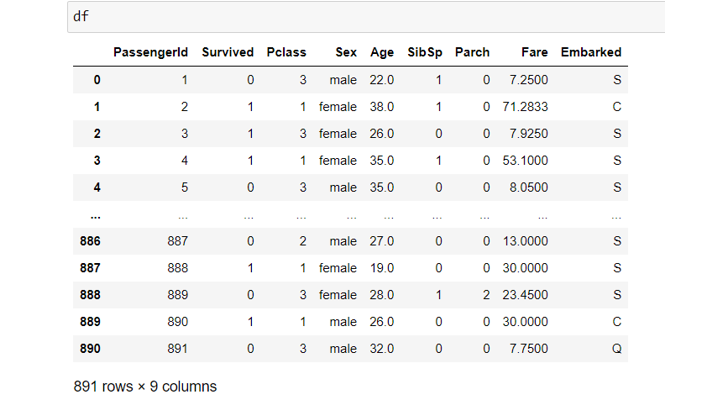 df
PassengerId Survived Pclass Sex Age SibSp Parch Fare Embarked
0 1 0 3 male 22.0 1 0 7.2500 S
1 2 1 1 female 38.0 1 0 71.2833 C
2 3 1 3 female 26.0 0 0 7.9250 S
3 4 1 1 female 35.0 1 0 53.1000 S
4 5 0 3 male 35.0 0 0 8.0500 S
... ... ... ... ... ... ... ... ... ...
886 887 0 2 male 27.0 0 0 13.0000 S
887 888 1 1 female 19.0 0 0 30.0000 S
888 889 0 3 female 28.0 1 2 23.4500 S
889 890 1 1 male 26.0 0 0 30.0000 C
890 891 0 3 male 32.0 0 0 7.7500 Q
891 rows × 9 columns